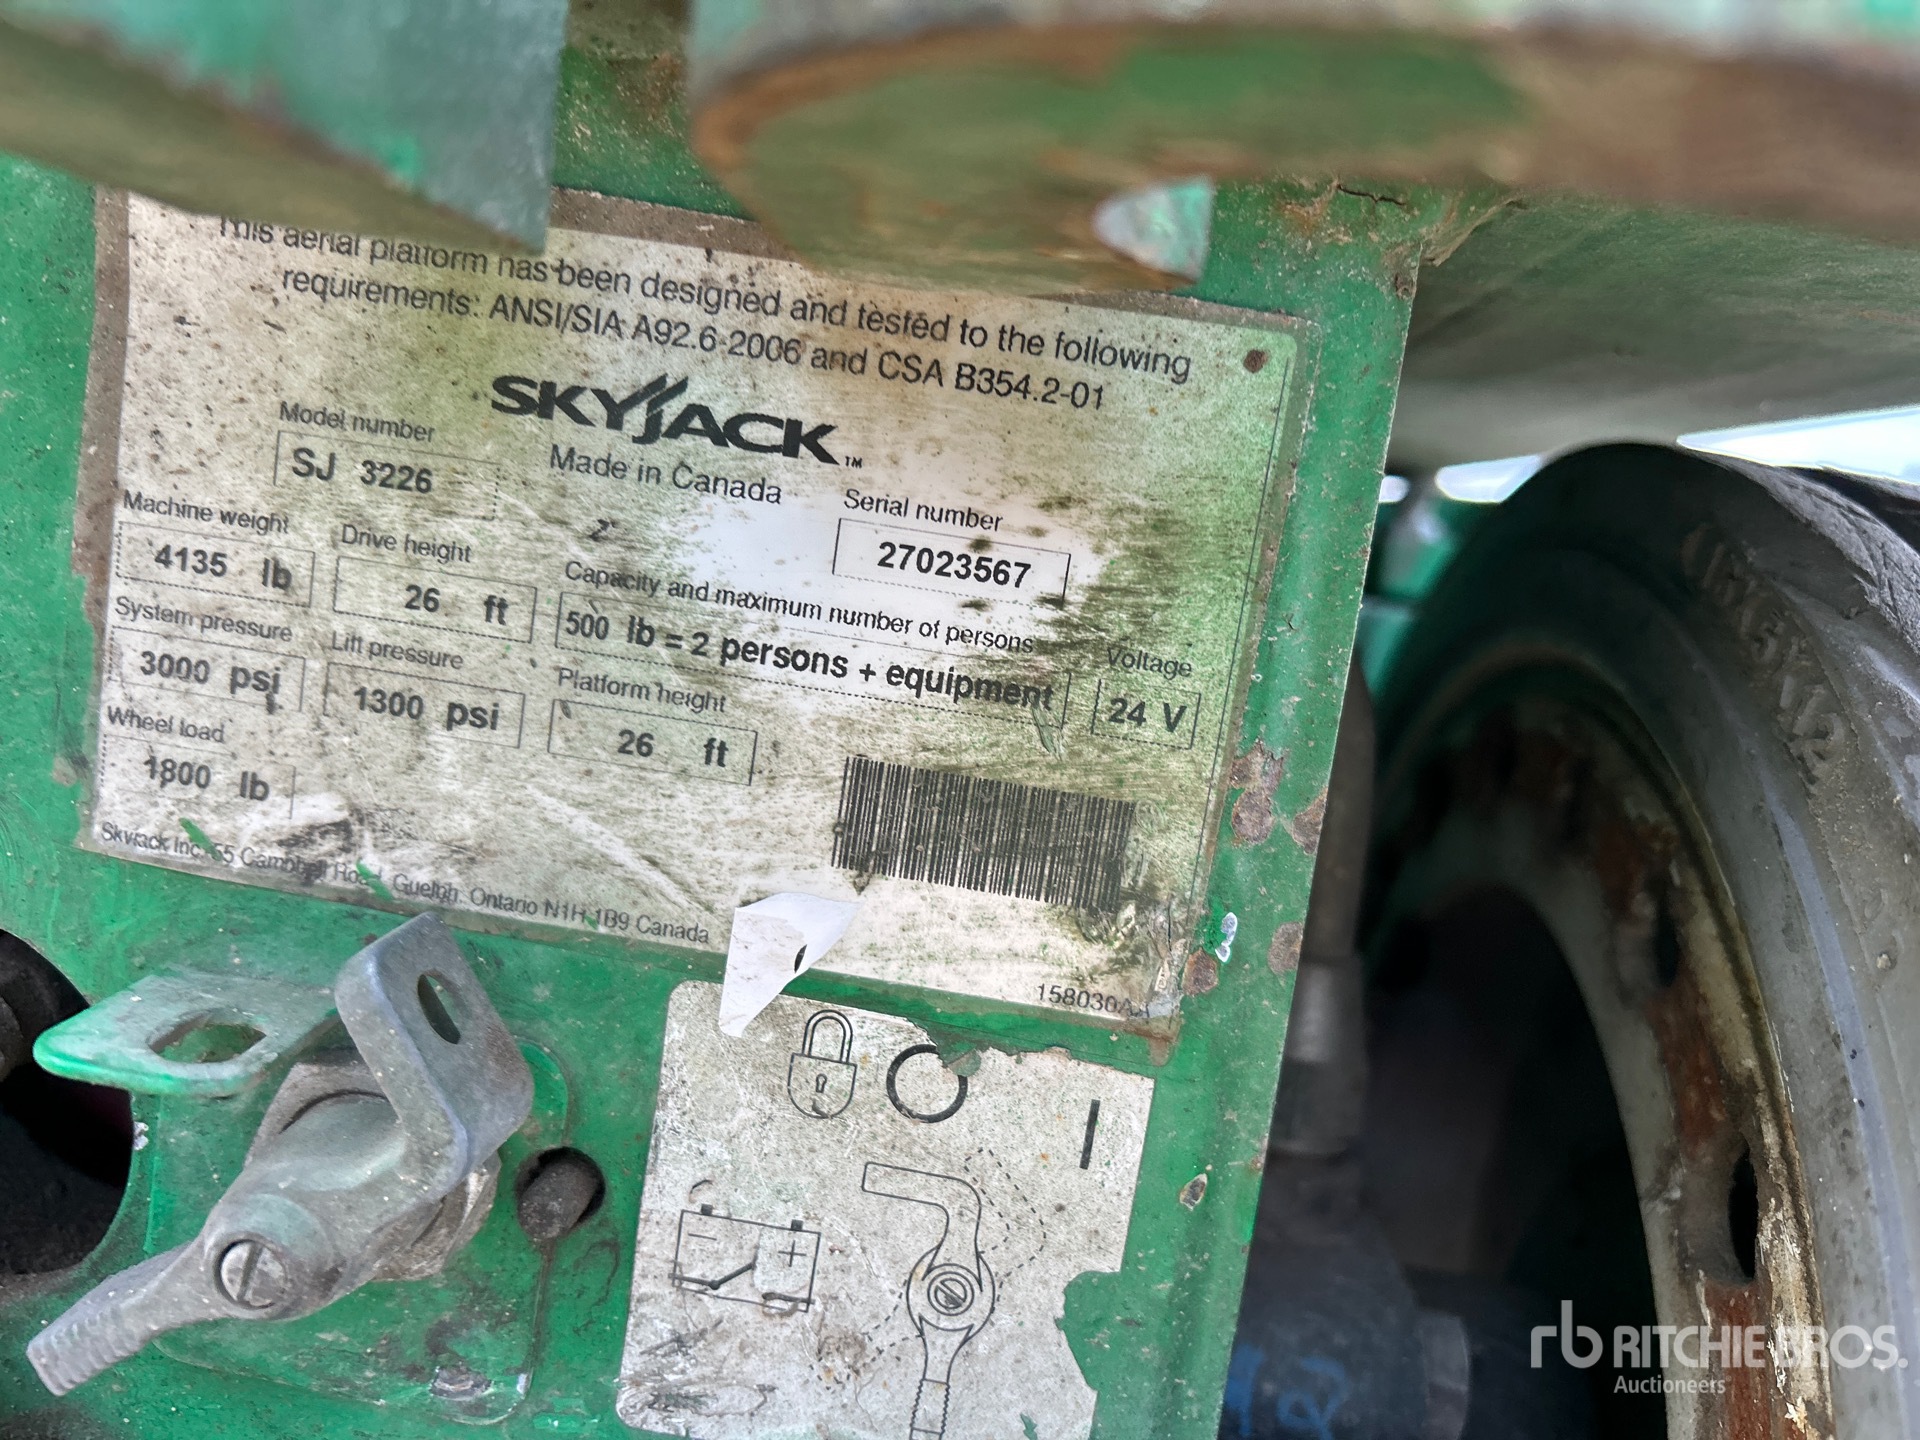 This aerial platform has been designed and tested to the following
requirements: ANSI/SIA A92.6-2006 and CSA B354.2-01
SKYJACK™
Made in Canada
Model number
SJ 3226
Serial number
27023567
Machine weight
4135 lb
Drive height
26 ft
Capacity and maximum number of persons
500 lb = 2 persons + equipment
Voltage
24 V
System pressure
3000 psi
Lift pressure
1300 psi
Platform height
26 ft
Wheel load
1800 lb
Skyjack Inc. 55 Campbell Road, Guelph, Ontario N1H 1B9 Canada
158030A
O
I
- +
rb RITCHIE BROS.
Auctioneers